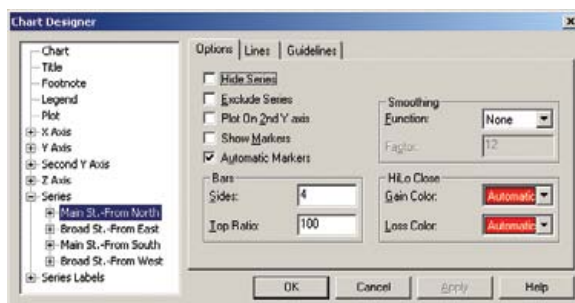 Chart Designer
Chart
Title
Footnote
Legend
Plot
X Axis
Y Axis
Second Y Axis
Z Axis
Series
Main St.-From North
Broad St.-From East
Main St.-From South
Broad St.-From West
Series Labels
Options
Lines
Guidelines
Hide Series
Exclude Series
Plot On 2nd Y axis
Show Markers
Automatic Markers
Smoothing
Function: None
Factor: 12
Bars
Sides: 4
Top Ratio: 100
HiLo Close
Gain Color: Automatic
Loss Color: Automatic
OK
Cancel
Apply
Help